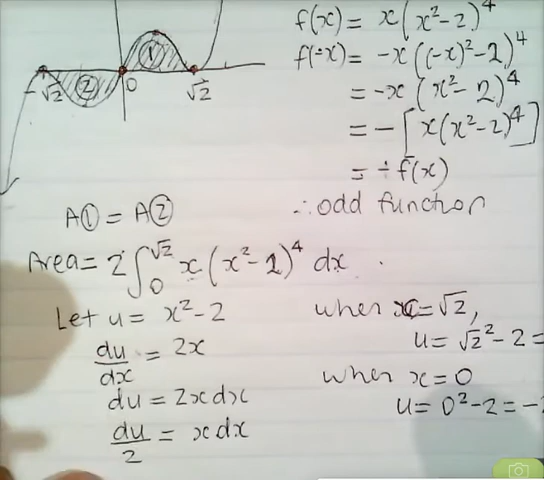 f(x) = x(x²-2)⁴
f(-x) = -x((-x)²-2)⁴
= -x(x²-2)⁴
= -[x(x²-2)⁴]
= -f(x)
∴ odd function
① ②
-√2 0 √2
A① = A②
Area = 2∫₀^√2 x(x²-2)⁴ dx.
Let u = x²-2
du/dx = 2x
du = 2x dx
du/2 = x dx
when x=√2,
u = √2²-2 =
when x=0
u = 0²-2 = -